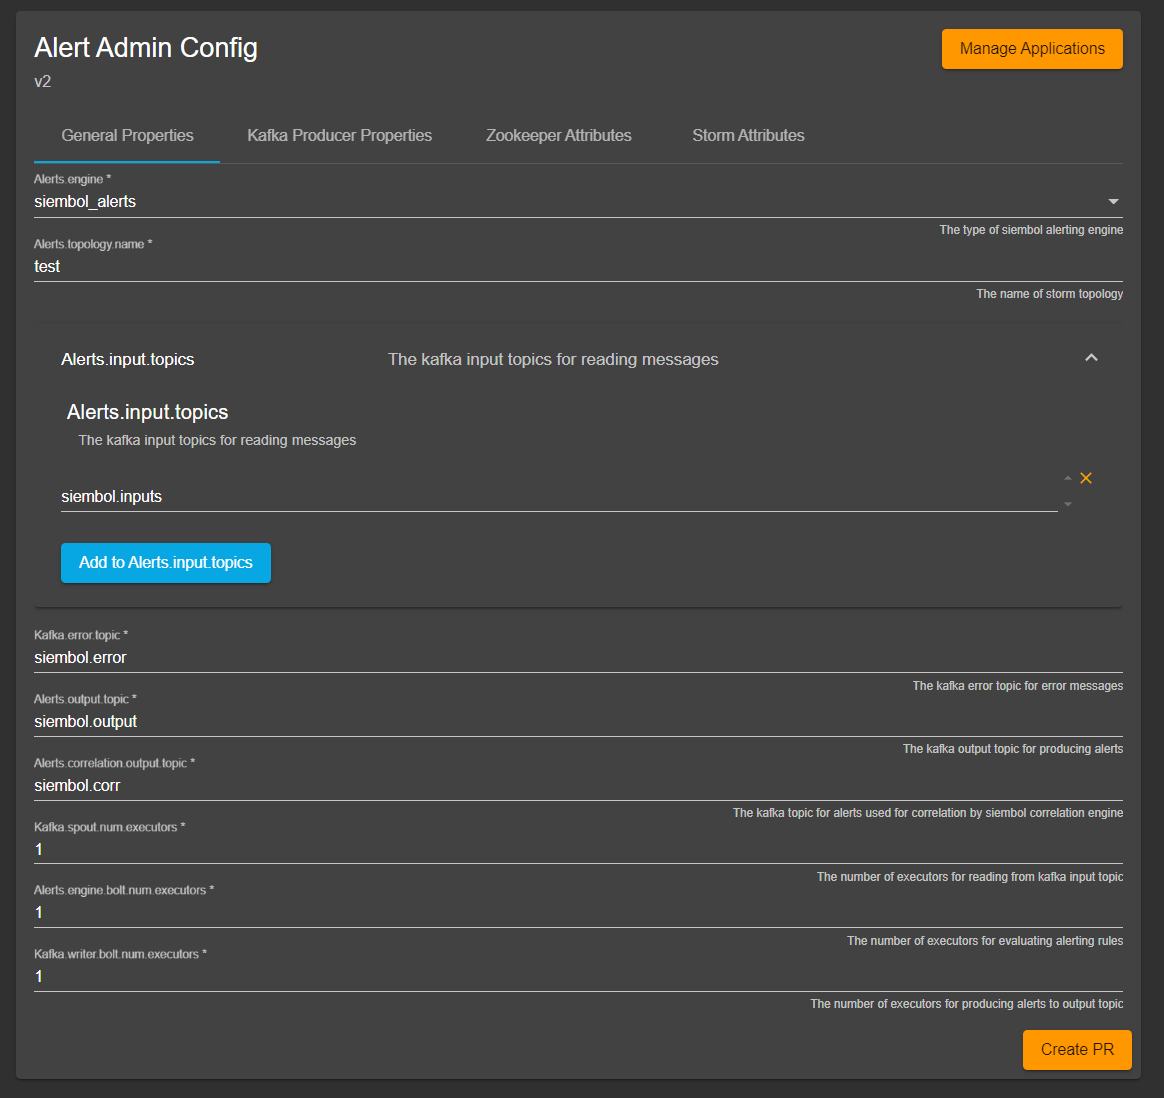 Alert Admin Config
Manage Applications
v2
General Properties
Kafka Producer Properties
Zookeeper Attributes
Storm Attributes
Alerts.engine *
siembol_alerts
The type of siembol alerting engine
Alerts.topology.name *
test
The name of storm topology
Alerts.input.topics
The kafka input topics for reading messages
Alerts.input.topics
The kafka input topics for reading messages
siembol.inputs
Add to Alerts.input.topics
Kafka.error.topic *
siembol.error
The kafka error topic for error messages
Alerts.output.topic *
siembol.output
The kafka output topic for producing alerts
Alerts.correlation.output.topic *
siembol.corr
The kafka topic for alerts used for correlation by siembol correlation engine
Kafka.spout.num.executors *
1
The number of executors for reading from kafka input topic
Alerts.engine.bolt.num.executors *
1
The number of executors for evaluating alerting rules
Kafka.writer.bolt.num.executors *
1
The number of executors for producing alerts to output topic
Create PR